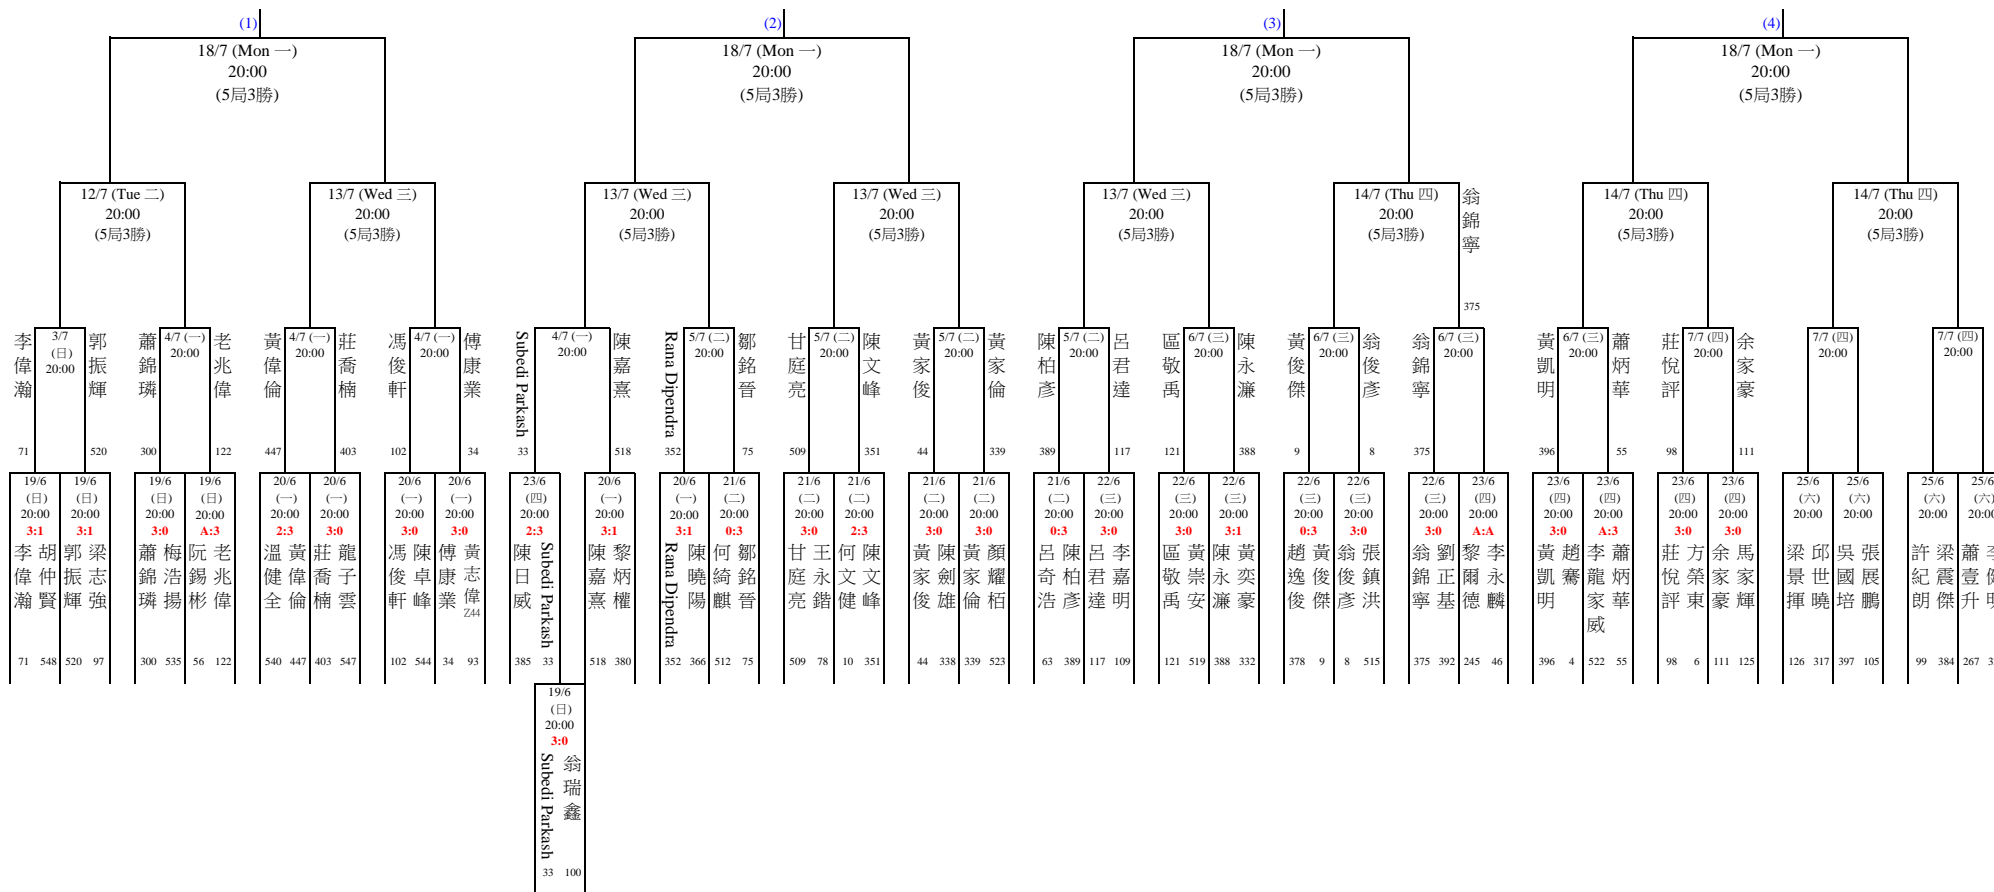 (1) (2) (3) (4)
18/7 (Mon 一) 18/7 (Mon 一) 18/7 (Mon 一) 18/7 (Mon 一)
20:00 20:00 20:00 20:00
(5局3勝) (5局3勝) (5局3勝) (5局3勝)
12/7 (Tue 二) 13/7 (Wed 三) 13/7 (Wed 三) 13/7 (Wed 三) 13/7 (Wed 三) 14/7 (Thu 四) 14/7 (Thu 四) 14/7 (Thu 四)
20:00 20:00 20:00 20:00 20:00 20:00 20:00 20:00
(5局3勝) (5局3勝) (5局3勝) (5局3勝) (5局3勝) (5局3勝) (5局3勝) (5局3勝)
翁錦寧
375
李偉瀚 3/7 (日) 20:00 郭振輝
蕭錦璘 4/7 (一) 20:00 老兆偉
黃偉倫 4/7 (一) 20:00 莊喬楠
馮俊軒 4/7 (一) 20:00 傅康業
Subedi Parkash 4/7 (一) 20:00 陳嘉熹
Rana Dipendra 5/7 (二) 20:00 鄒銘晉
甘庭亮 5/7 (二) 20:00 陳文峰
黃家俊 5/7 (二) 20:00 黃家倫
陳柏彥 5/7 (二) 20:00 呂君達
區敬禹 6/7 (三) 20:00 陳永濂
黃俊傑 6/7 (三) 20:00 翁俊彥
翁錦寧 6/7 (三) 20:00
黃凱明 6/7 (三) 20:00 蕭炳華
莊悅評 7/7 (四) 20:00 余家豪
7/7 (四) 20:00
7/7 (四) 20:00
71 520 300 122 447 403 102 34 33 518 352 75 509 351 44 339 389 117 121 388 9 8 375 396 55 98 111
19/6 19/6 19/6 19/6 20/6 20/6 20/6 20/6 23/6 20/6 20/6 21/6 21/6 21/6 21/6 21/6 21/6 22/6 22/6 22/6 22/6 22/6 22/6 23/6 23/6 23/6 23/6 23/6 25/6 25/6 25/6 25/6
(日) (日) (日) (日) (一) (一) (一) (一) (四) (一) (一) (二) (二) (二) (二) (二) (二) (三) (三) (三) (三) (三) (三) (四) (四) (四) (四) (四) (六) (六) (六) (六)
20:00 20:00 20:00 20:00 20:00 20:00 20:00 20:00 20:00 20:00 20:00 20:00 20:00 20:00 20:00 20:00 20:00 20:00 20:00 20:00 20:00 20:00 20:00 20:00 20:00 20:00 20:00 20:00 20:00 20:00 20:00 20:00
3:1 3:1 3:0 A:3 2:3 3:0 3:0 3:0 2:3 3:1 3:1 0:3 3:0 2:3 3:0 3:0 0:3 3:0 3:0 3:1 0:3 3:0 3:0 A:A 3:0 A:3 3:0 3:0
李偉瀚 胡仲賢 郭振輝 梁志強
蕭錦璘 梅浩揚 阮錫彬 老兆偉
溫健全 黃偉倫 莊喬楠 龍子雲
馮俊軒 陳卓峰 傅康業 黃志偉 Z44
陳日威 Subedi Parkash 陳嘉熹 黎炳權
Rana Dipendra 陳曉陽 何綺麒 鄒銘晉
甘庭亮 王永鍇 何文健 陳文峰
黃家俊 陳劍雄 黃家倫 顏耀栢
呂奇浩 陳柏彥 呂君達 李嘉明
區敬禹 黃崇安 陳永濂 黃奕豪
趙逸俊 黃俊傑 翁俊彥 張鎮洪
翁錦寧 劉正基 黎爾德 李永麟
黃凱明 趙騫 李龍家威 蕭炳華
莊悅評 方榮東 余家豪 馬家輝
梁景揮 邱世曉 吳國培 張展鵬
許紀朗 梁震傑 蕭壹升
71 548 520 97 300 535 56 122 540 447 403 547 102 544 34 93 385 33 518 380 352 366 512 75 509 78 10 351 44 338 339 523 63 389 117 109 121 519 388 332 378 9 8 515 375 392 245 46 396 4 522 55 98 6 111 125 126 317 397 105 99 384 267
19/6
(日)
20:00
3:0
Subedi Parkash 翁瑞鑫
33 100